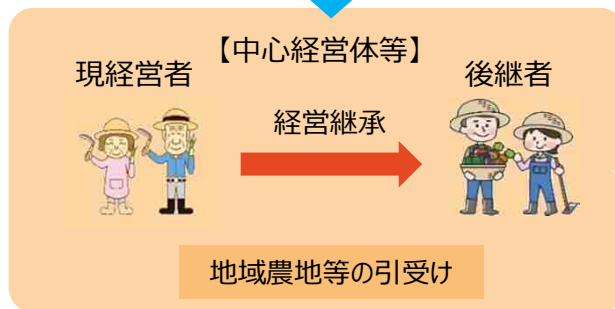 【中心経営体等】
現経営者
後継者
経営継承
地域農地等の引受け